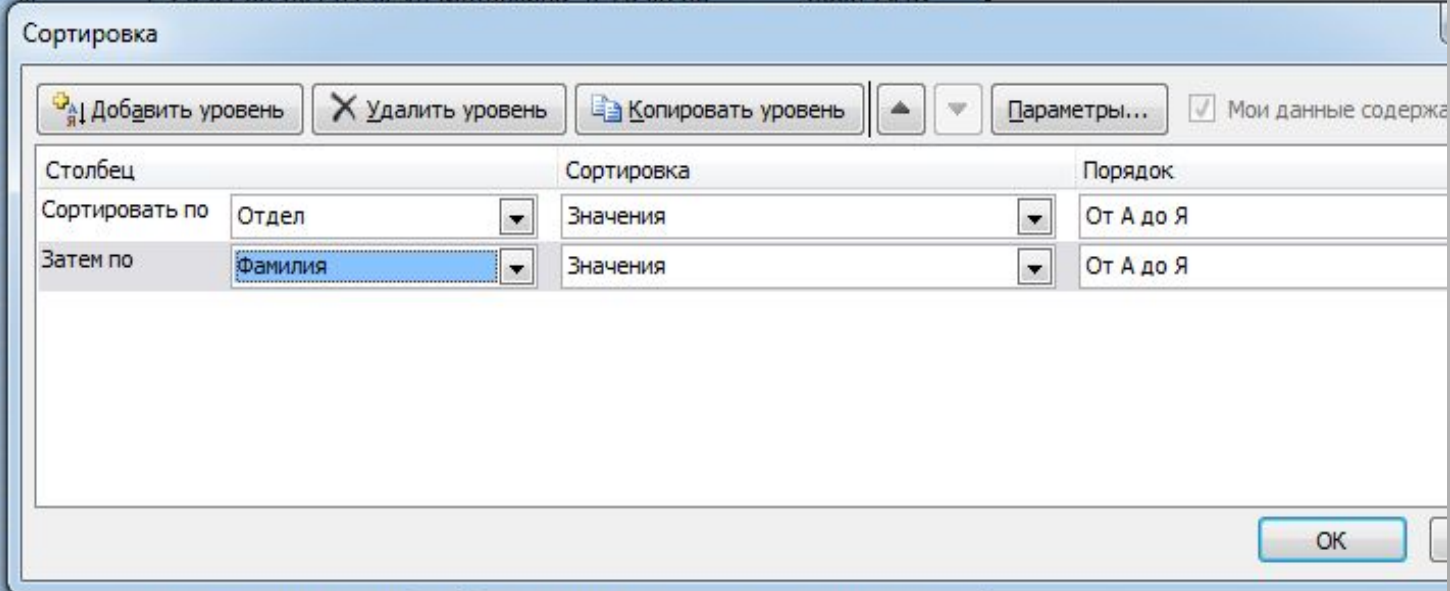 Сортировка
Добавить уровень Удалить уровень Копировать уровень Параметры... Мои данные содержа
Столбец Сортировка Порядок
Сортировать по Отдел Значения От А до Я
Затем по Фамилия Значения От А до Я
ОК